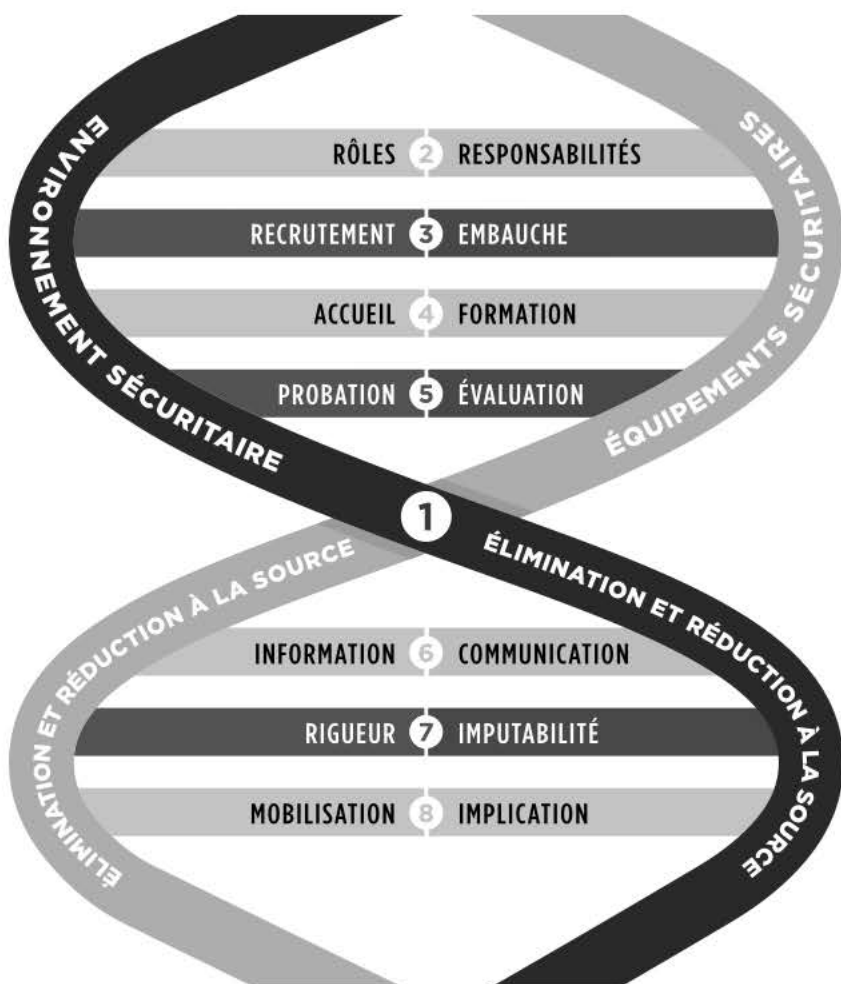 ENVIRONNEMENT SÉCURITAIRE
ÉQUIPEMENTS SÉCURITAIRES
RÔLES 2 RESPONSABILITÉS
RECRUTEMENT 3 EMBAUCHE
ACCUEIL 4 FORMATION
PROBATION 5 ÉVALUATION
1
ÉLIMINATION ET RÉDUCTION À LA SOURCE
ÉLIMINATION ET RÉDUCTION À LA SOURCE
INFORMATION 6 COMMUNICATION
RIGUEUR 7 IMPUTABILITÉ
MOBILISATION 8 IMPLICATION